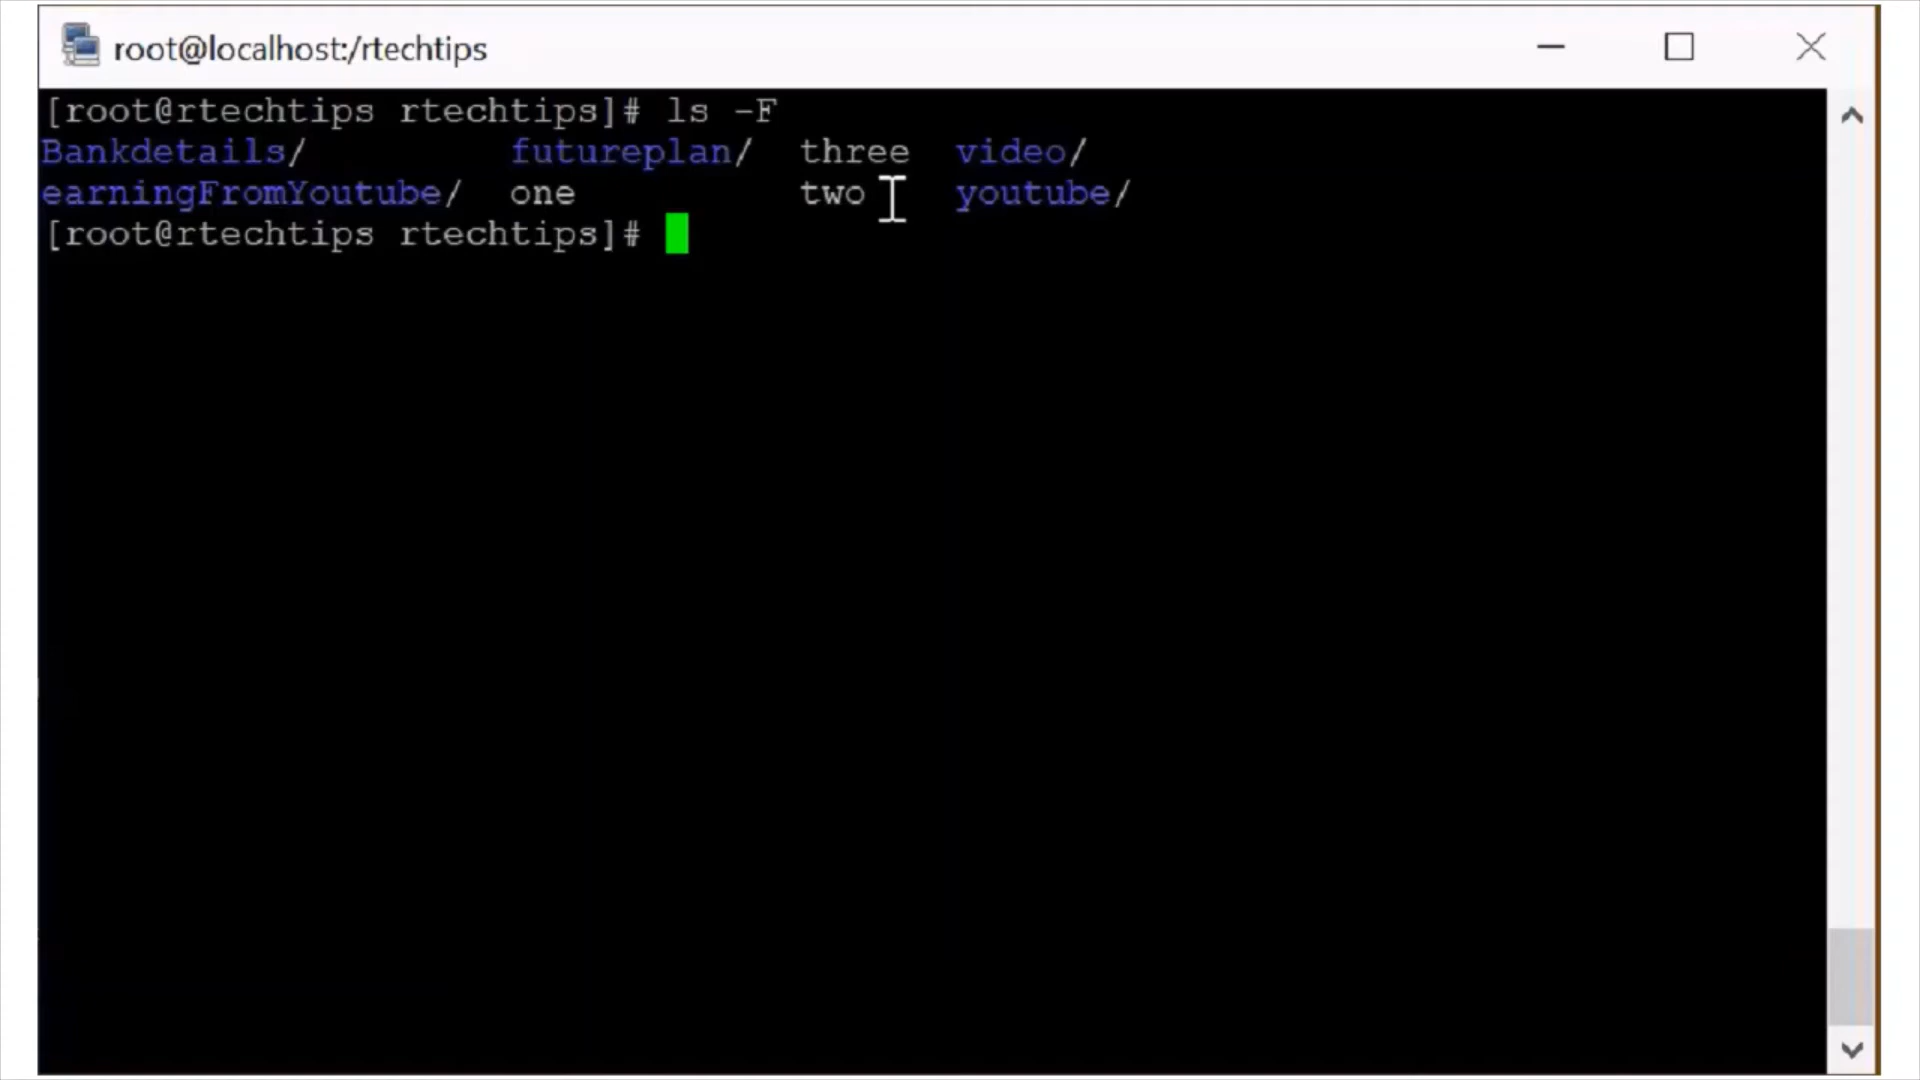 root@localhost:/rtechtips
[root@rtechtips rtechtips]# ls -F
Bankdetails/ futureplan/ three video/
earningFromYoutube/ one two youtube/
[root@rtechtips rtechtips]#